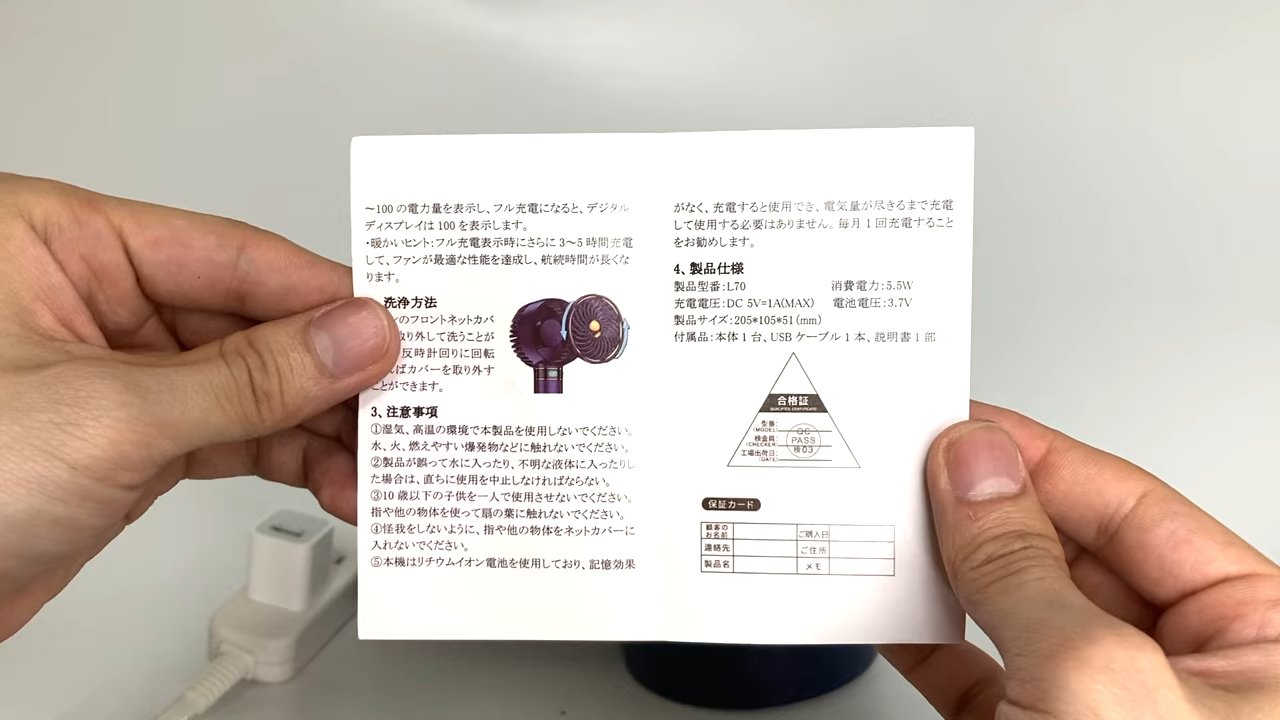 ～100 の電力量を表示し、フル充電になると、デジタル
ディスプレイは 100 を表示します。
・暖かいヒント:フル充電表示時にさらに 3～5 時間充電
して、ファンが最適な性能を達成し、航続時間が長くな
ります。
洗浄方法
のフロントネットカバ
取り外して洗うことが
反時計回りに回転
ばカバーを取り外す
ことができます。
3、注意事項
①湿気、高温の環境で本製品を使用しないでください。
水、火、燃えやすい爆発物などに触れないでください。
②製品が誤って水に入ったり、不明な液体に入ったりし
た場合は、直ちに使用を中止しなければならない。
③10 歳以下の子供を一人で使用させないでください。
指や他の物体を使って扇の葉に触れないでください。
④怪我をしないように、指や他の物体をネットカバーに
入れないでください。
⑤本機はリチウムイオン電池を使用しており、記憶効果
がなく、充電すると使用でき、電気量が尽きるまで充電
して使用する必要はありません。毎月 1 回充電すること
をお勧めします。
4、製品仕様
製品型番:L70 消費電力:5.5W
充電電圧:DC 5V=1A(MAX) 電池電圧:3.7V
製品サイズ:205*105*51(mm)
付属品:本体 1 台、USB ケーブル 1 本、説明書 1 部
合格証
QUALIFIED CERTIFICATE
型番:
(MODEL)
検査員:
(CHECKER)
工場出荷日:
(DATE)
QC
PASS
検03
保証カード
顧客の
お名前 ご購入日
連絡先 ご住所
製品名 メモ